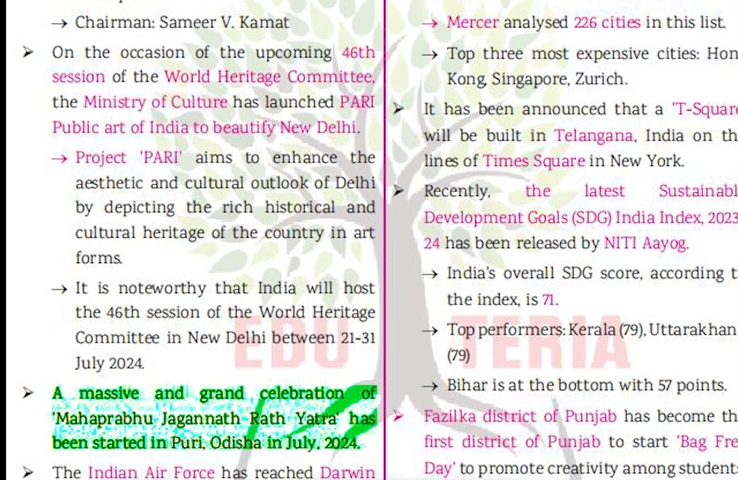 → Chairman: Sameer V. Kamat
➢ On the occasion of the upcoming 46th
session of the World Heritage Committee,
the Ministry of Culture has launched PARI
Public art of India to beautify New Delhi.
→ Project 'PARI' aims to enhance the
aesthetic and cultural outlook of Delhi
by depicting the rich historical and
cultural heritage of the country in art
forms.
→ It is noteworthy that India will host
the 46th session of the World Heritage
Committee in New Delhi between 21-31
July 2024.
➢ A massive and grand celebration of
'Mahaprabhu Jagannath Rath Yatra' has
been started in Puri, Odisha in July, 2024.
➢ The Indian Air Force has reached Darwin
→ Mercer analysed 226 cities in this list.
→ Top three most expensive cities: Hon
Kong, Singapore, Zurich.
➢ It has been announced that a 'T-Square
will be built in Telangana, India on th
lines of Times Square in New York.
➢ Recently, the latest Sustainabl
Development Goals (SDG) India Index, 2023
24 has been released by NITI Aayog.
→ India's overall SDG score, according t
the index, is 71.
→ Top performers: Kerala (79), Uttarakhan
(79)
→ Bihar is at the bottom with 57 points.
➢ Fazilka district of Punjab has become th
first district of Punjab to start 'Bag Fre
Day' to promote creativity among student
EDU TERIA